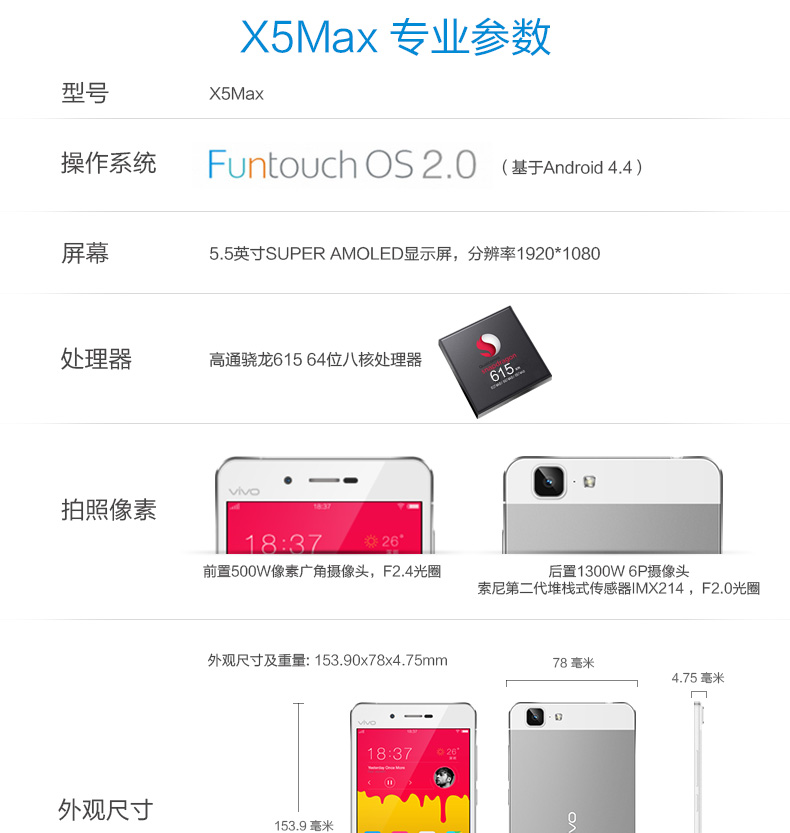 X5Max 专业参数
型号
X5Max
操作系统
Funtouch OS 2.0 （基于Android 4.4）
屏幕
5.5英寸SUPER AMOLED显示屏，分辨率1920*1080
处理器
高通骁龙615 64位八核处理器
615
拍照像素
vivo
18:37
18:37
26°
前置500W像素广角摄像头，F2.4光圈
后置1300W 6P摄像头
索尼第二代堆栈式传感器IMX214 ，F2.0光圈
外观尺寸及重量: 153.90x78x4.75mm
78 毫米
4.75 毫米
vivo
18:37
18:37
26°
Yesterday Once More
外观尺寸
153.9 毫米